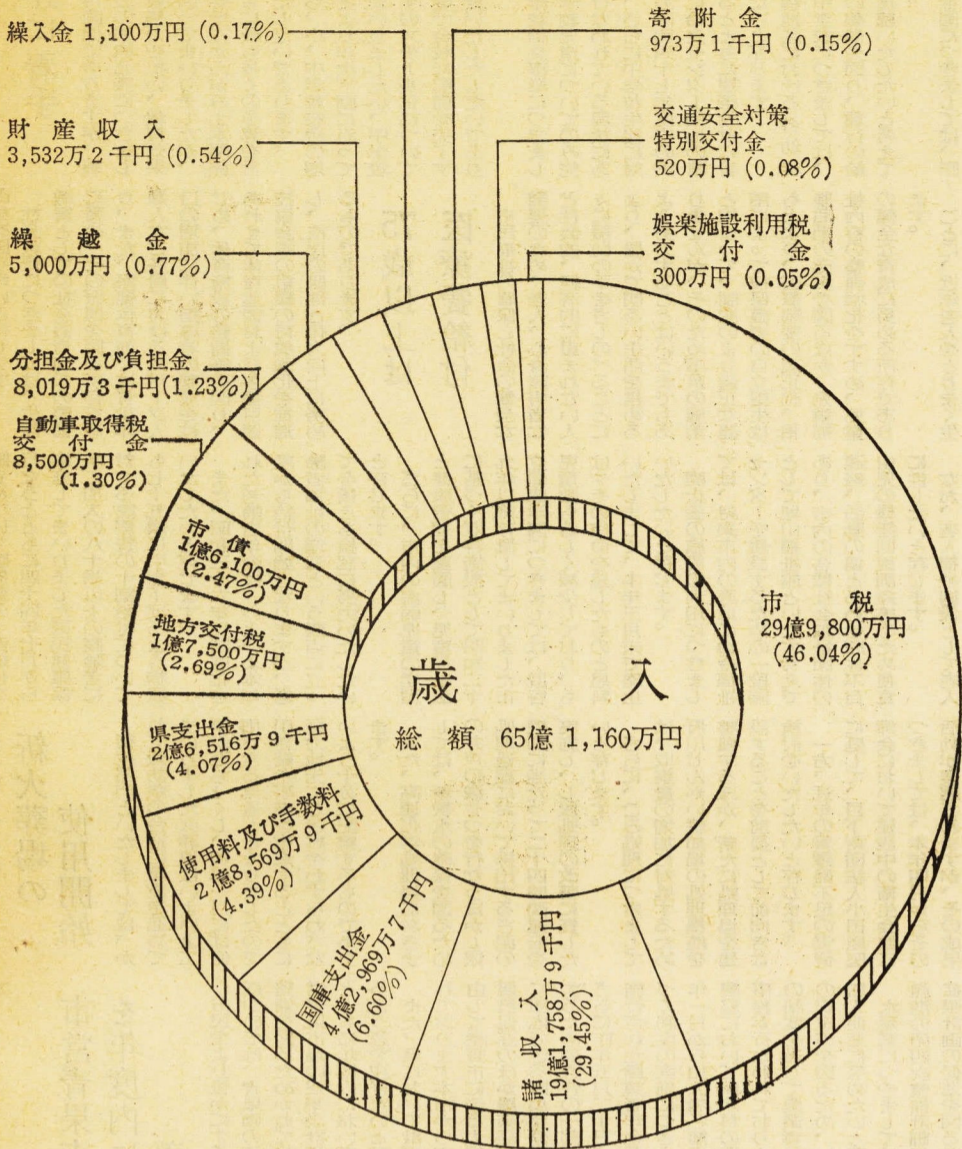 繰入金 1,100万円 (0.17%)
財産収入
3,532万2千円 (0.54%)
繰越金
5,000万円 (0.77%)
分担金及び負担金
8,019万3千円(1.23%)
自動車取得税
交付金
8,500万円
(1.30%)
寄附金
973万1千円 (0.15%)
交通安全対策
特別交付金
520万円 (0.08%)
娯楽施設利用税
交付金
300万円 (0.05%)
市債
1億6,100万円
(2.47%)
地方交付税
1億7,500万円
(2.69%)
県支出金
2億6,516万9千円
(4.07%)
使用料及び手数料
2億8,569万9千円
(4.39%)
国庫支出金
4億2,969万7千円
(6.60%)
諸収入
19億1,758万9千円
(29.45%)
市税
29億9,800万円
(46.04%)
歳入
総額 65億1,160万円